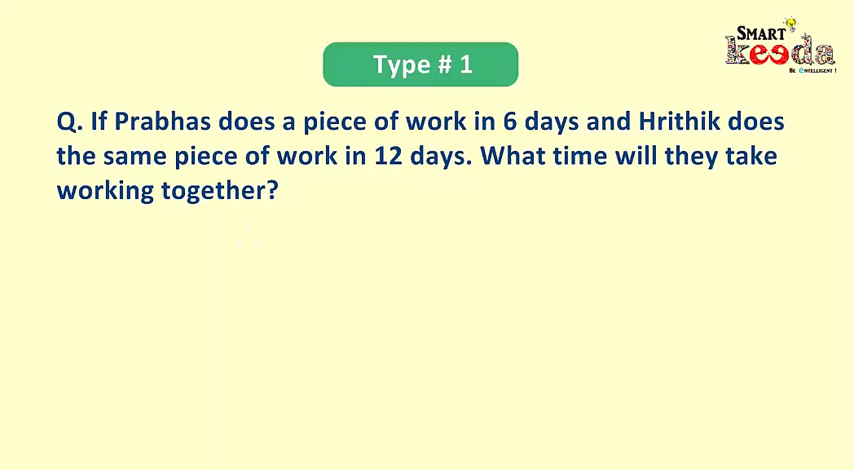 SMART
keeda
BE ENTELLIGENT !
Type # 1
Q. If Prabhas does a piece of work in 6 days and Hrithik does
the same piece of work in 12 days. What time will they take
working together?